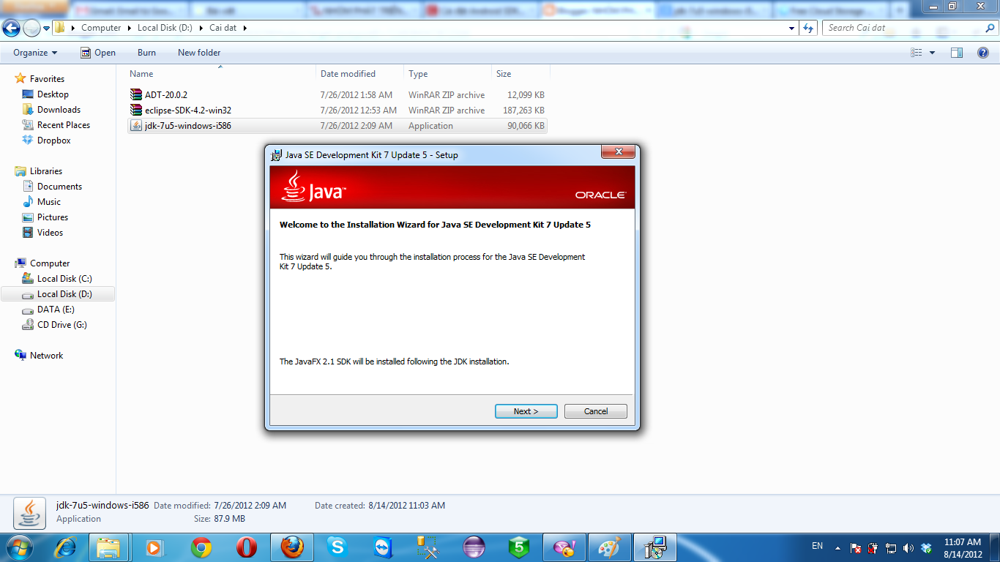 Computer Local Disk (D:) Cai dat
Search Cai dat
Organize Open Burn New folder
Name Date modified Type Size
ADT-20.0.2 7/26/2012 1:58 AM WinRAR ZIP archive 12,099 KB
eclipse-SDK-4.2-win32 7/26/2012 12:53 AM WinRAR ZIP archive 187,263 KB
jdk-7u5-windows-i586 7/26/2012 2:09 AM Application 90,066 KB
Favorites
Desktop
Downloads
Recent Places
Dropbox
Libraries
Documents
Music
Pictures
Videos
Computer
Local Disk (C:)
Local Disk (D:)
DATA (E:)
CD Drive (G:)
Network
Java SE Development Kit 7 Update 5 - Setup
Java™
ORACLE
Welcome to the Installation Wizard for Java SE Development Kit 7 Update 5
This wizard will guide you through the installation process for the Java SE Development
Kit 7 Update 5.
The JavaFX 2.1 SDK will be installed following the JDK installation.
Next >
Cancel
jdk-7u5-windows-i586 Date modified: 7/26/2012 2:09 AM Date created: 8/14/2012 11:03 AM
Application Size: 87.9 MB
5
EN
11:07 AM
8/14/2012